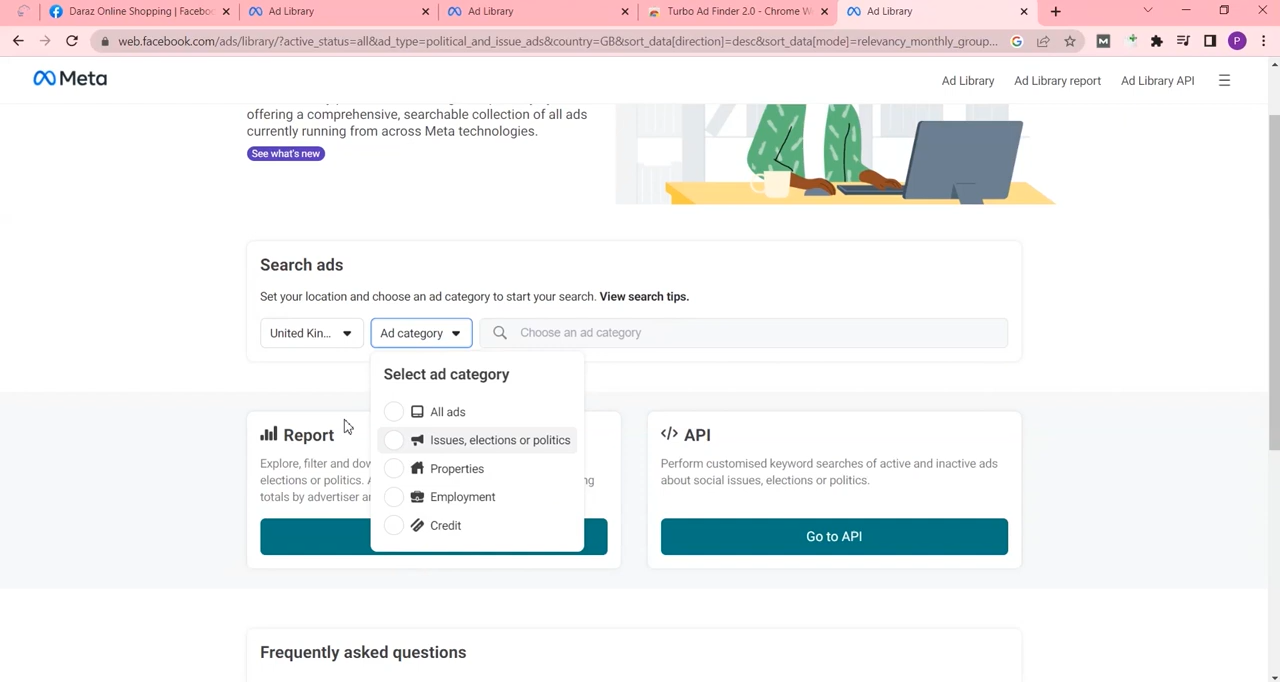 Daraz Online Shopping | Faceboo
Ad Library
Ad Library
Turbo Ad Finder 2.0 - Chrome W
Ad Library
web.facebook.com/ads/library/?active_status=all&ad_type=political_and_issue_ads&country=GB&sort_data[direction]=desc&sort_data[mode]=relevancy_monthly_group...
P
Meta
Ad Library
Ad Library report
Ad Library API
offering a comprehensive, searchable collection of all ads
currently running from across Meta technologies.
See what's new
Search ads
Set your location and choose an ad category to start your search. View search tips.
United Kin...
Ad category
Choose an ad category
Select ad category
All ads
Issues, elections or politics
Properties
Employment
Credit
Report
Explore, filter and dow
elections or politics. A
ing
totals by advertiser an
API
Perform customised keyword searches of active and inactive ads
about social issues, elections or politics.
Go to API
Frequently asked questions